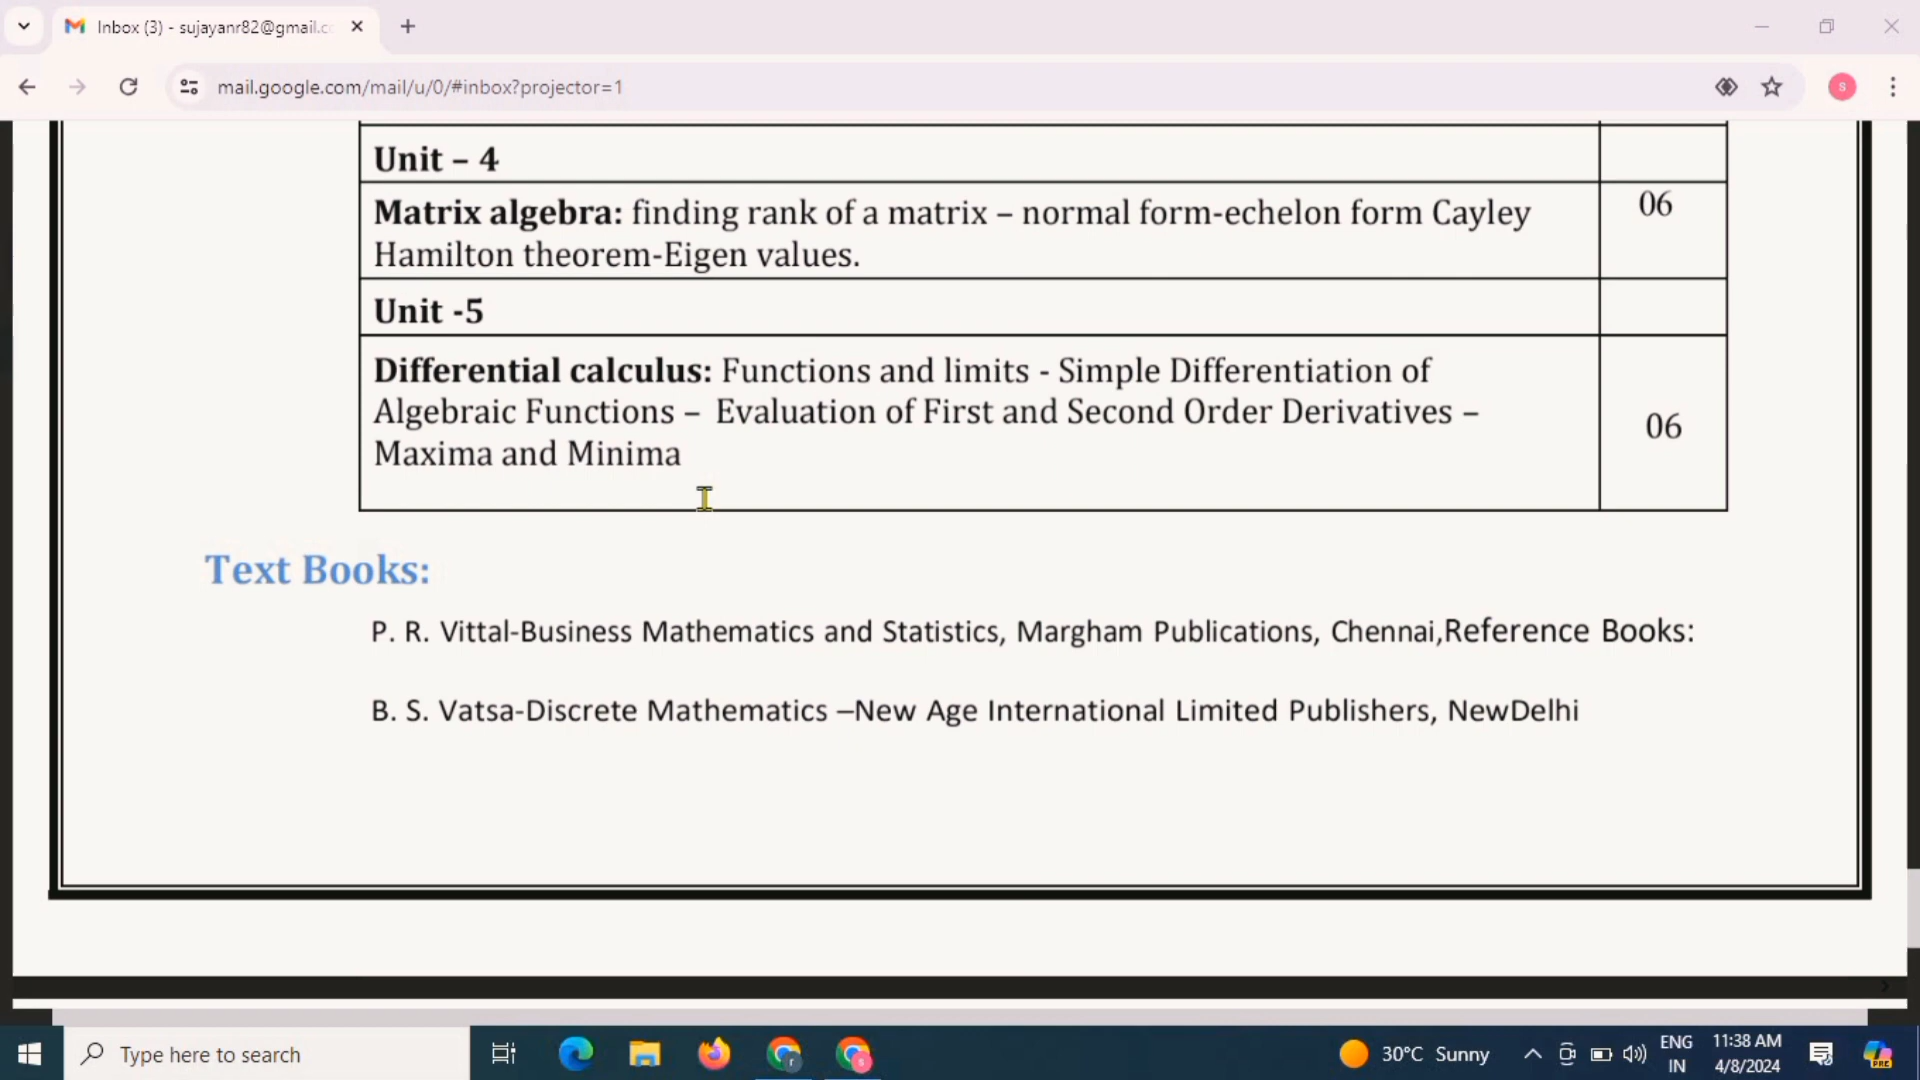 Inbox (3) - sujayanr82@gmail.c
mail.google.com/mail/u/0/#inbox?projector=1
s
Unit – 4
Matrix algebra: finding rank of a matrix – normal form-echelon form Cayley
Hamilton theorem-Eigen values.
06
Unit -5
Differential calculus: Functions and limits - Simple Differentiation of
Algebraic Functions – Evaluation of First and Second Order Derivatives –
Maxima and Minima
06
Text Books:
P. R. Vittal-Business Mathematics and Statistics, Margham Publications, Chennai,Reference Books:
B. S. Vatsa-Discrete Mathematics –New Age International Limited Publishers, NewDelhi
Type here to search
r
s
30°C Sunny
ENG
IN
11:38 AM
4/8/2024
PRE